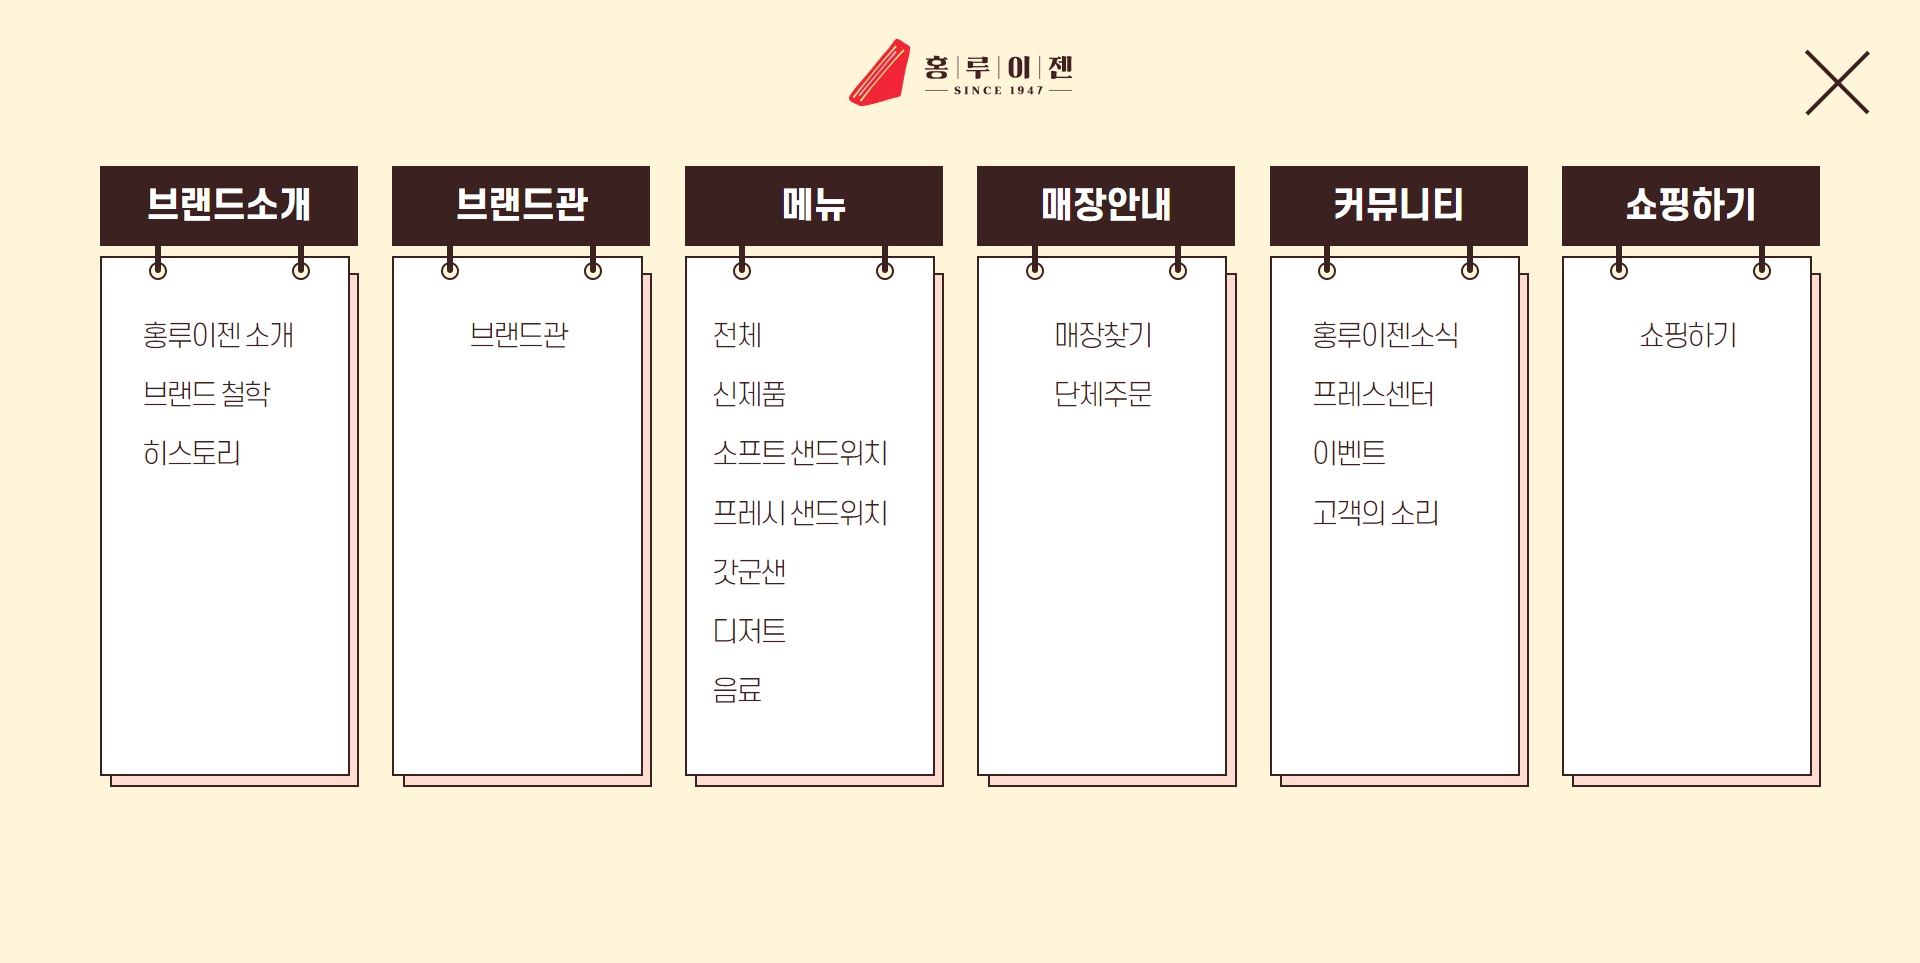 홍루이젠
SINCE 1947
브랜드소개
홍루이젠 소개
브랜드 철학
히스토리
브랜드관
브랜드관
메뉴
전체
신제품
소프트 샌드위치
프레시 샌드위치
갓군샌
디저트
음료
매장안내
매장찾기
단체주문
커뮤니티
홍루이젠소식
프레스센터
이벤트
고객의 소리
쇼핑하기
쇼핑하기